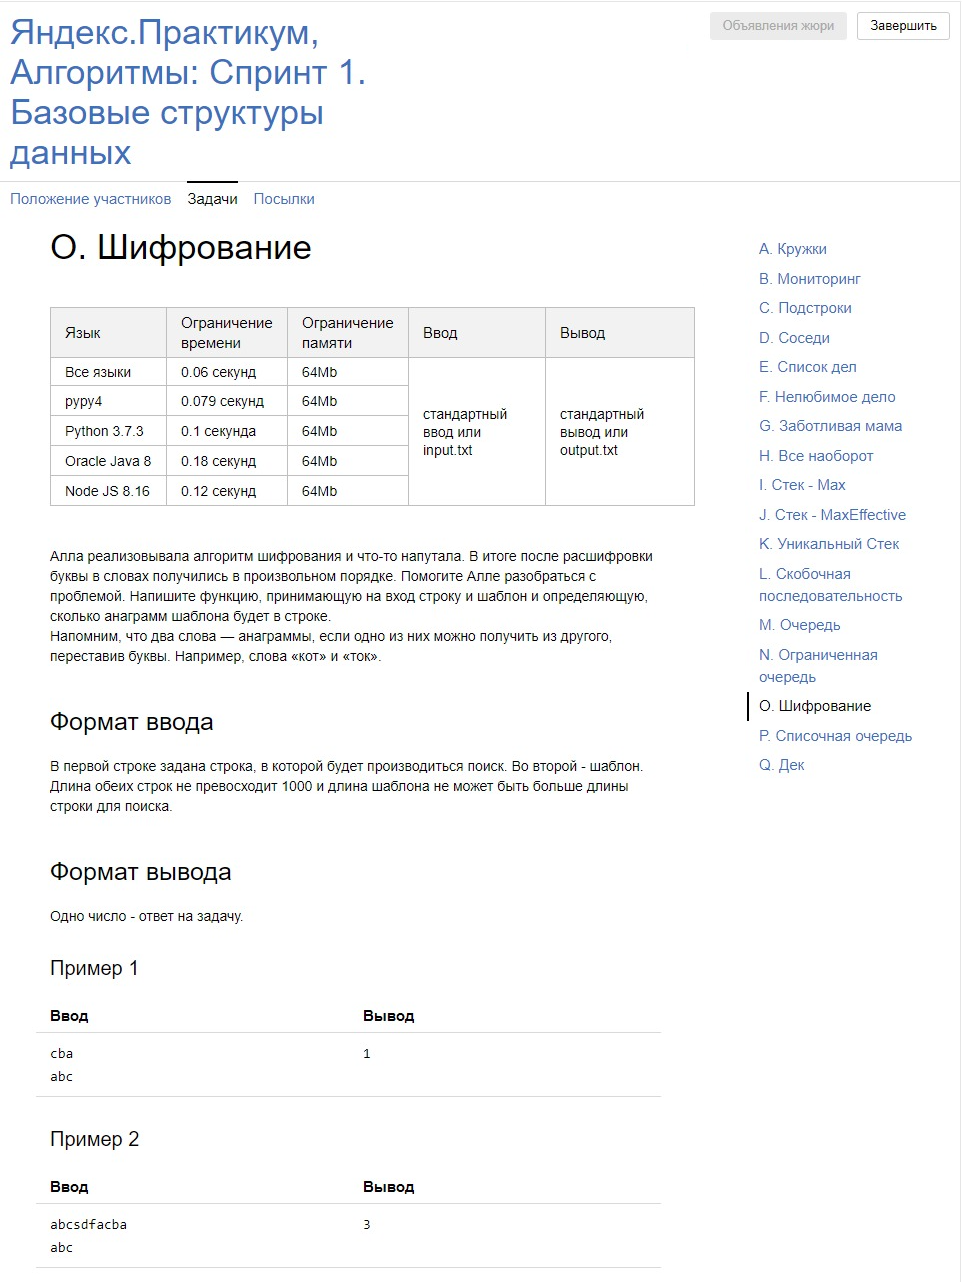 Яндекс.Практикум,
Алгоритмы: Спринт 1.
Базовые структуры
данных
Объявления жюри
Завершить
Положение участников Задачи Посылки
O. Шифрование
Язык Ограничение времени Ограничение памяти Ввод Вывод
Все языки 0.06 секунд 64Mb
pypy4 0.079 секунд 64Mb
Python 3.7.3 0.1 секунда 64Mb
Oracle Java 8 0.18 секунд 64Mb
Node JS 8.16 0.12 секунд 64Mb
стандартный
ввод или
input.txt
стандартный
вывод или
output.txt
Алла реализовывала алгоритм шифрования и что-то напутала. В итоге после расшифровки
буквы в словах получились в произвольном порядке. Помогите Алле разобраться с
проблемой. Напишите функцию, принимающую на вход строку и шаблон и определяющую,
сколько анаграмм шаблона будет в строке.
Напомним, что два слова — анаграммы, если одно из них можно получить из другого,
переставив буквы. Например, слова «кот» и «ток».
Формат ввода
В первой строке задана строка, в которой будет производиться поиск. Во второй - шаблон.
Длина обеих строк не превосходит 1000 и длина шаблона не может быть больше длины
строки для поиска.
Формат вывода
Одно число - ответ на задачу.
Пример 1
Ввод Вывод
cba 1
abc
Пример 2
Ввод Вывод
abcsdfacba 3
abc
A. Кружки
B. Мониторинг
C. Подстроки
D. Соседи
E. Список дел
F. Нелюбимое дело
G. Заботливая мама
H. Все наоборот
I. Стек - Max
J. Стек - MaxEffective
K. Уникальный Стек
L. Скобочная
последовательность
M. Очередь
N. Ограниченная
очередь
O. Шифрование
P. Списочная очередь
Q. Дек